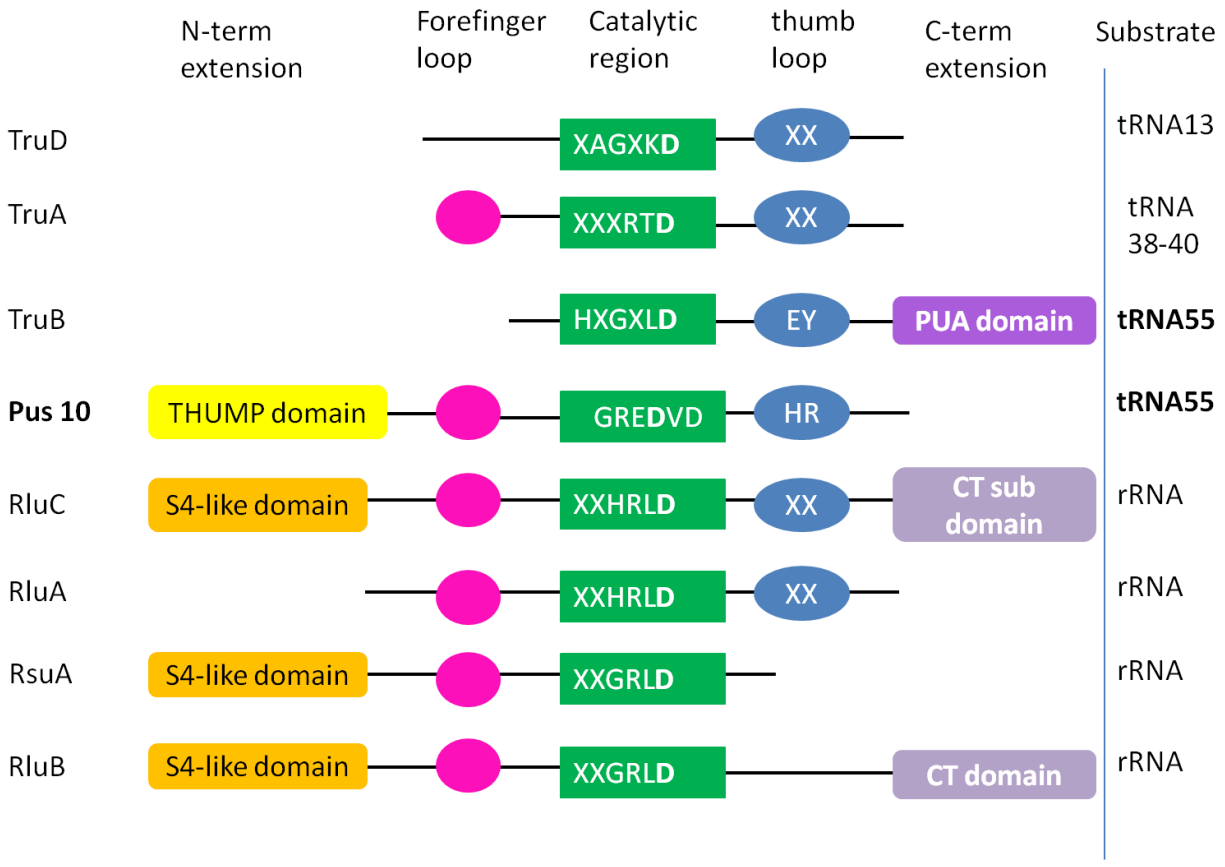 N-term Forefinger Catalytic thumb C-term Substrate
extension loop region loop extension
TruD XAGXKD XX tRNA13
TruA XXXRTD XX tRNA
38-40
TruB HXGXLD EY PUA domain tRNA55
Pus 10 THUMP domain GREDVD HR tRNA55
RluC S4-like domain XXHRLD XX CT sub
domain rRNA
RluA XXHRLD XX rRNA
RsuA S4-like domain XXGRLD rRNA
RluB S4-like domain XXGRLD CT domain rRNA